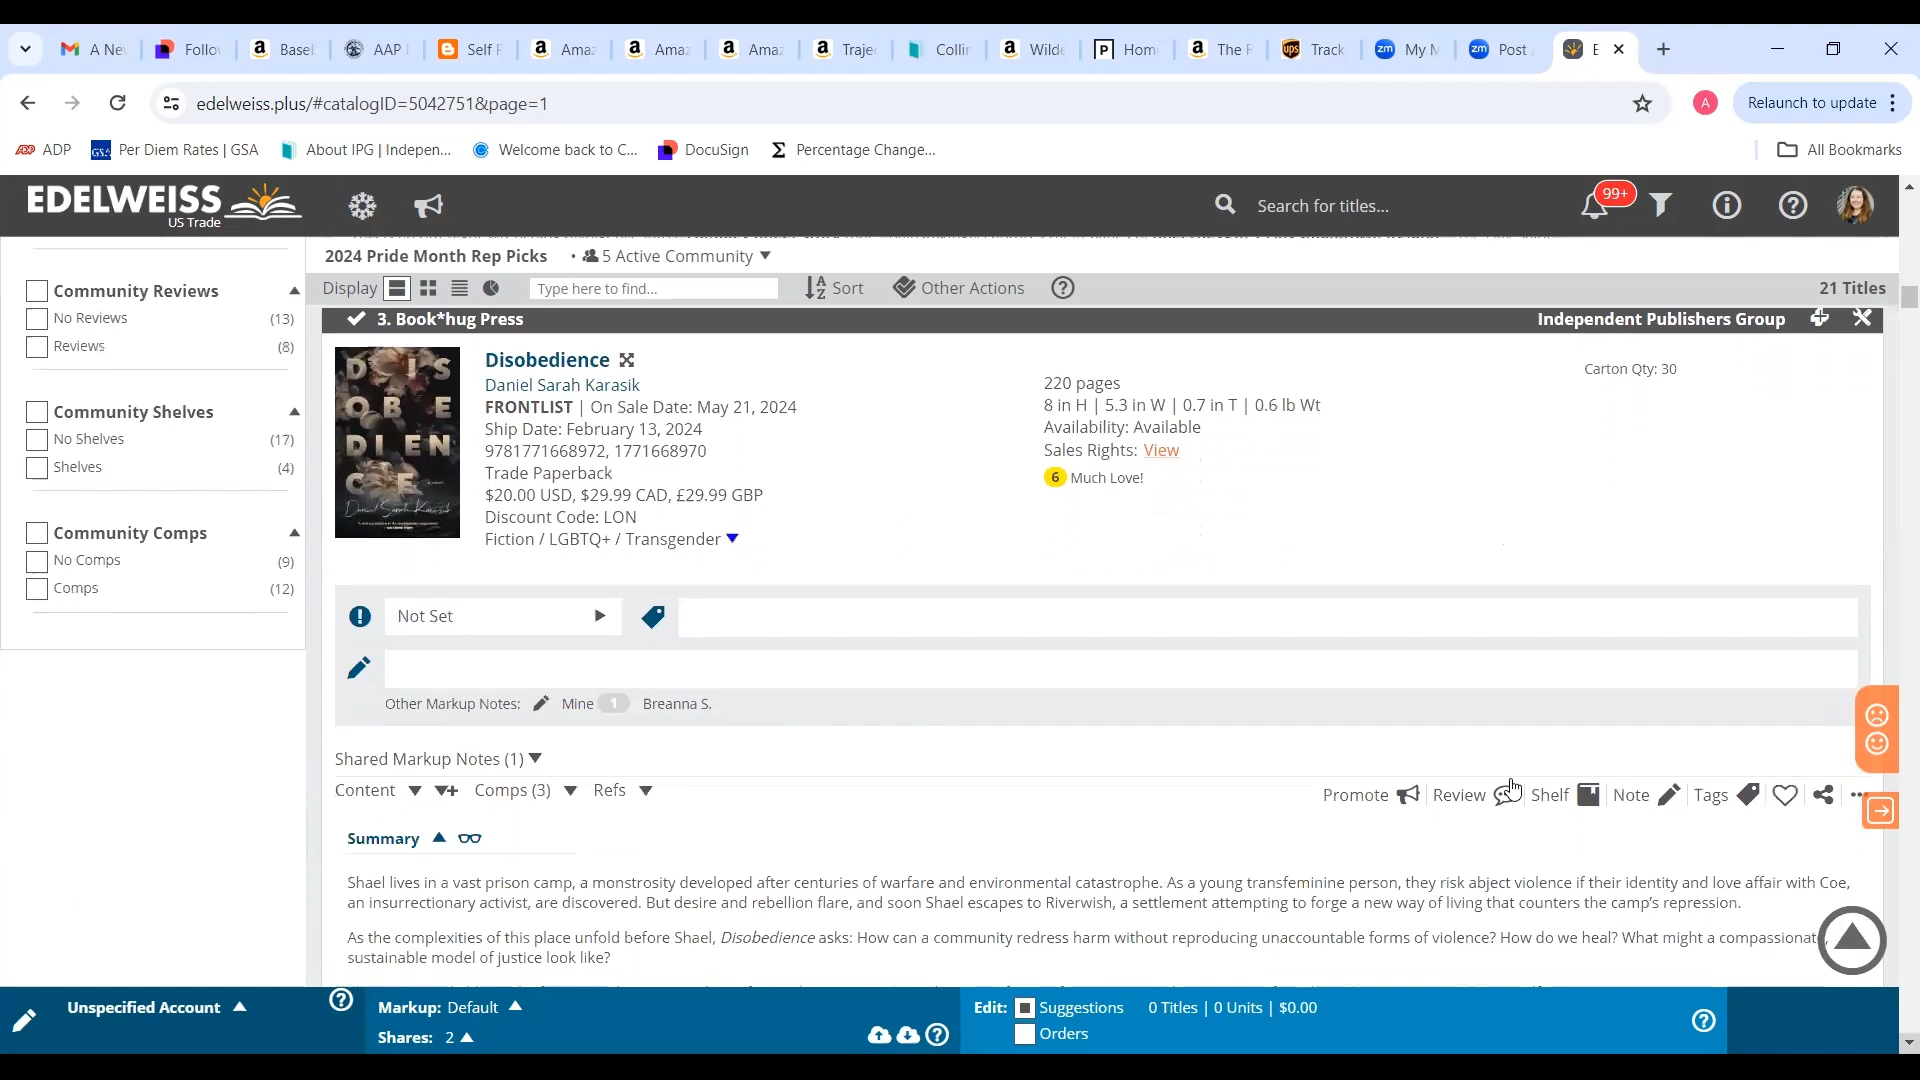 A Ne
Follo
Basel
AAP
Self P
Ama
Ama
Ama
Traje
Collin
Wilde
P Hom
The R
Track
zm My M
zm Post
E
edelweiss.plus/#catalogID=5042751&page=1
A
Relaunch to update
ADP ADP
GSA Per Diem Rates | GSA
About IPG | Indepen...
Welcome back to C...
DocuSign
Percentage Change...
All Bookmarks
EDELWEISS
US Trade
Search for titles...
99+
2024 Pride Month Rep Picks • 5 Active Community
Display
Type here to find...
Sort
Other Actions
21 Titles
Community Reviews
No Reviews (13)
Reviews (8)
Community Shelves
No Shelves (17)
Shelves (4)
Community Comps
No Comps (9)
Comps (12)
3. Book*hug Press
Independent Publishers Group
DISOBEDIENCE
Daniel Sarah Karasik
Disobedience
Daniel Sarah Karasik
FRONTLIST | On Sale Date: May 21, 2024
Ship Date: February 13, 2024
9781771668972, 1771668970
Trade Paperback
$20.00 USD, $29.99 CAD, £29.99 GBP
Discount Code: LON
Fiction / LGBTQ+ / Transgender
220 pages
8 in H | 5.3 in W | 0.7 in T | 0.6 lb Wt
Availability: Available
Sales Rights: View
6 Much Love!
Carton Qty: 30
Not Set
Other Markup Notes: Mine 1 Breanna S.
Shared Markup Notes (1)
Content Comps (3) Refs
Promote | Review | Shelf | Note | Tags
Summary
Shael lives in a vast prison camp, a monstrosity developed after centuries of warfare and environmental catastrophe. As a young transfeminine person, they risk abject violence if their identity and love affair with Coe,
an insurrectionary activist, are discovered. But desire and rebellion flare, and soon Shael escapes to Riverwish, a settlement attempting to forge a new way of living that counters the camp's repression.
As the complexities of this place unfold before Shael, Disobedience asks: How can a community redress harm without reproducing unaccountable forms of violence? How do we heal? What might a compassionate,
sustainable model of justice look like?
Unspecified Account
Markup: Default
Shares: 2
Edit: Suggestions 0 Titles | 0 Units | $0.00
Orders